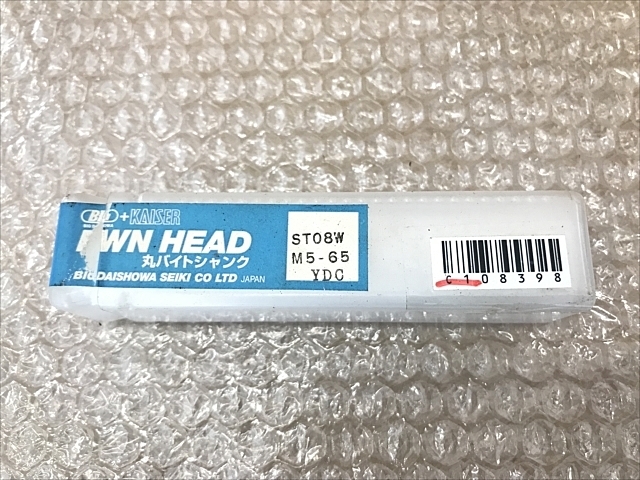 BIG+KAISER
EWN HEAD
丸バイトシャンク
BIG DAISHOWA SEIKI CO LTD JAPAN
ST08W
M5-65
YDC
C108398